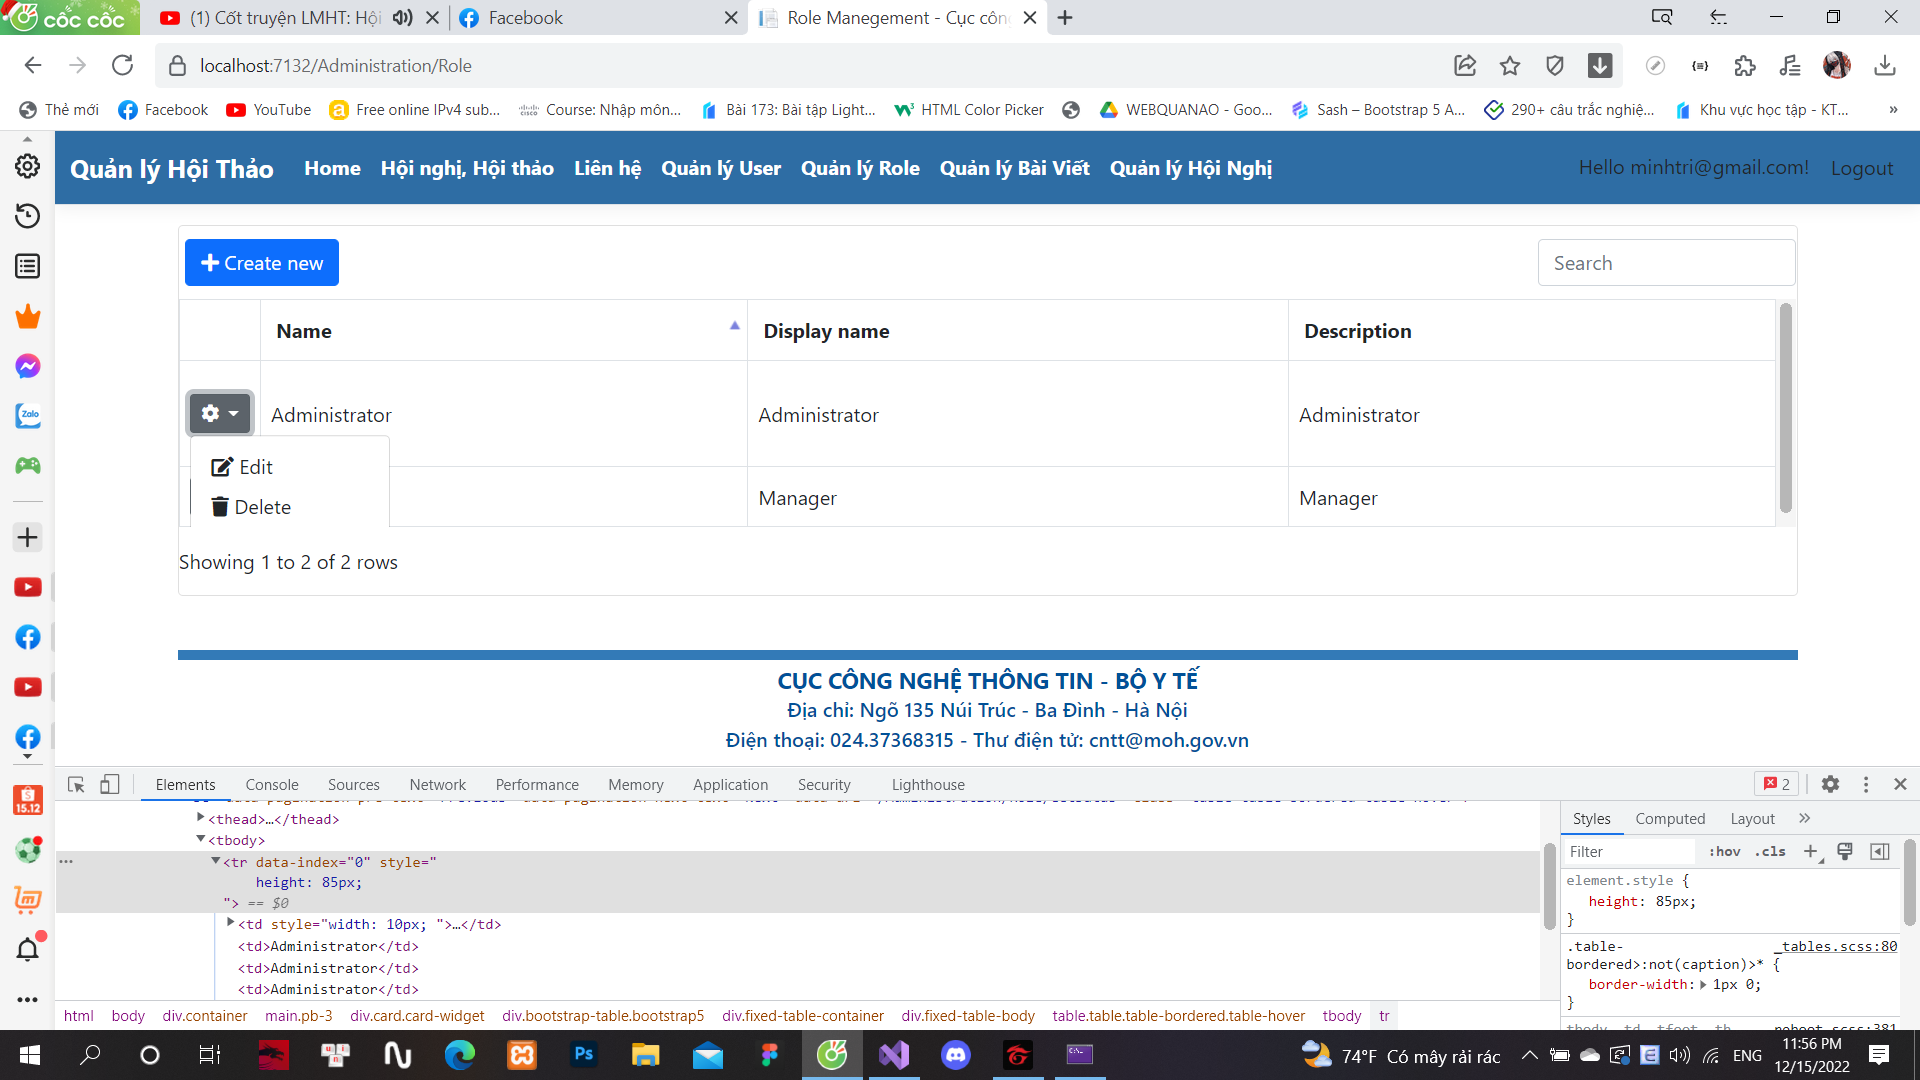 cốc cốc
(1) Cốt truyện LMHT: Hội
Facebook
Role Manegement - Cục côn
localhost:7132/Administration/Role
Thẻ mới
Facebook
YouTube
Free online IPv4 sub...
Course: Nhập môn...
Bài 173: Bài tập Light...
HTML Color Picker
WEBQUANAO - Goo...
Sash – Bootstrap 5 A...
290+ câu trắc nghiệ...
Khu vực học tập - KT...
»
Quản lý Hội Thảo
Home
Hội nghị, Hội thảo
Liên hệ
Quản lý User
Quản lý Role
Quản lý Bài Viết
Quản lý Hội Nghị
Hello minhtri@gmail.com!
Logout
Create new
Search
Name
Display name
Description
Administrator
Administrator
Administrator
Edit
Delete
Manager
Manager
Showing 1 to 2 of 2 rows
CỤC CÔNG NGHỆ THÔNG TIN - BỘ Y TẾ
Địa chỉ: Ngõ 135 Núi Trúc - Ba Đình - Hà Nội
Điện thoại: 024.37368315 - Thư điện tử: cntt@moh.gov.vn
Zalo
15.12
Elements
Console
Sources
Network
Performance
Memory
Application
Security
Lighthouse
2
<thead>…</thead>
<tbody>
<tr data-index="0" style="
height: 85px;
"> == $0
<td style="width: 10px; ">…</td>
<td>Administrator</td>
<td>Administrator</td>
<td>Administrator</td>
html
body
div.container
main.pb-3
div.card.card-widget
div.bootstrap-table.bootstrap5
div.fixed-table-container
div.fixed-table-body
table.table.table-bordered.table-hover
tbody
tr
Styles
Computed
Layout
»
Filter
:hov
.cls
element.style {
height: 85px;
}
.table-
_tables.scss:80
bordered>:not(caption)>* {
border-width: 1px 0;
}
Ps
74°F Có mây rải rác
ENG
11:56 PM
12/15/2022